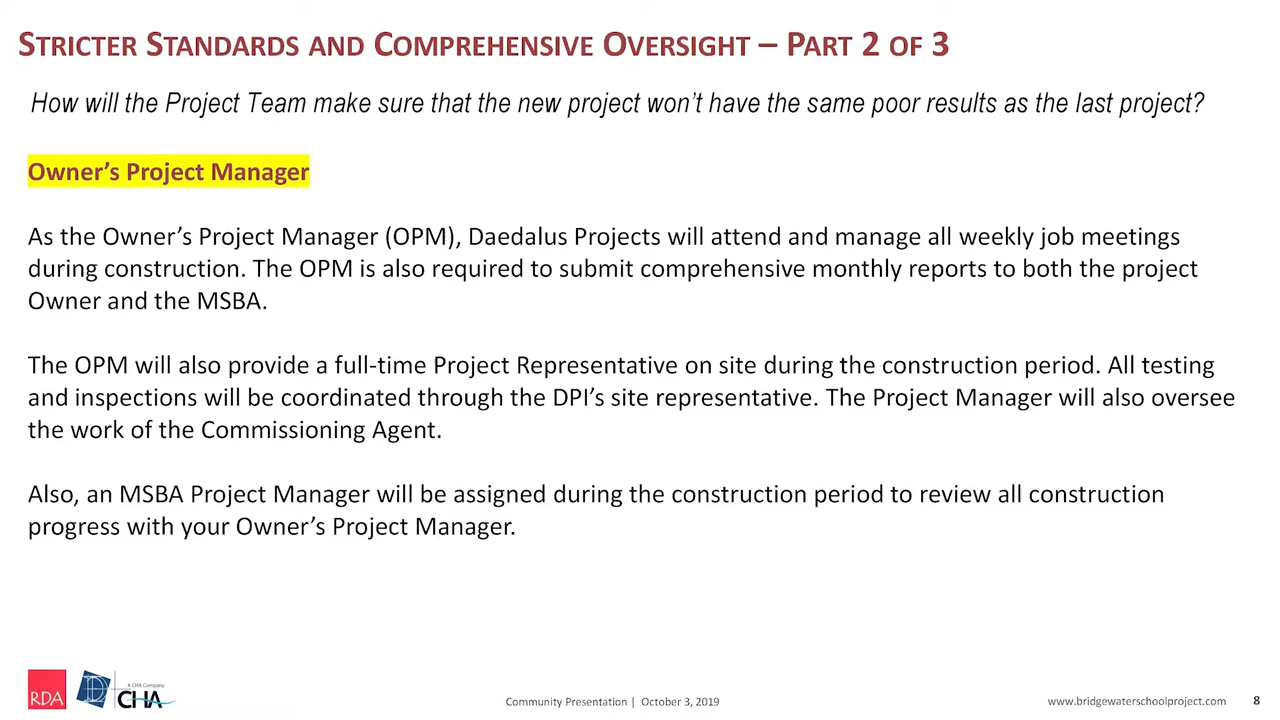 STRICTER STANDARDS AND COMPREHENSIVE OVERSIGHT – PART 2 OF 3
How will the Project Team make sure that the new project won't have the same poor results as the last project?
Owner's Project Manager
As the Owner's Project Manager (OPM), Daedalus Projects will attend and manage all weekly job meetings
during construction. The OPM is also required to submit comprehensive monthly reports to both the project
Owner and the MSBA.
The OPM will also provide a full-time Project Representative on site during the construction period. All testing
and inspections will be coordinated through the DPI's site representative. The Project Manager will also oversee
the work of the Commissioning Agent.
Also, an MSBA Project Manager will be assigned during the construction period to review all construction
progress with your Owner's Project Manager.
RDA
D
A CHA Company
CHA
Community Presentation | October 3, 2019
www.bridgewaterschoolproject.com 8